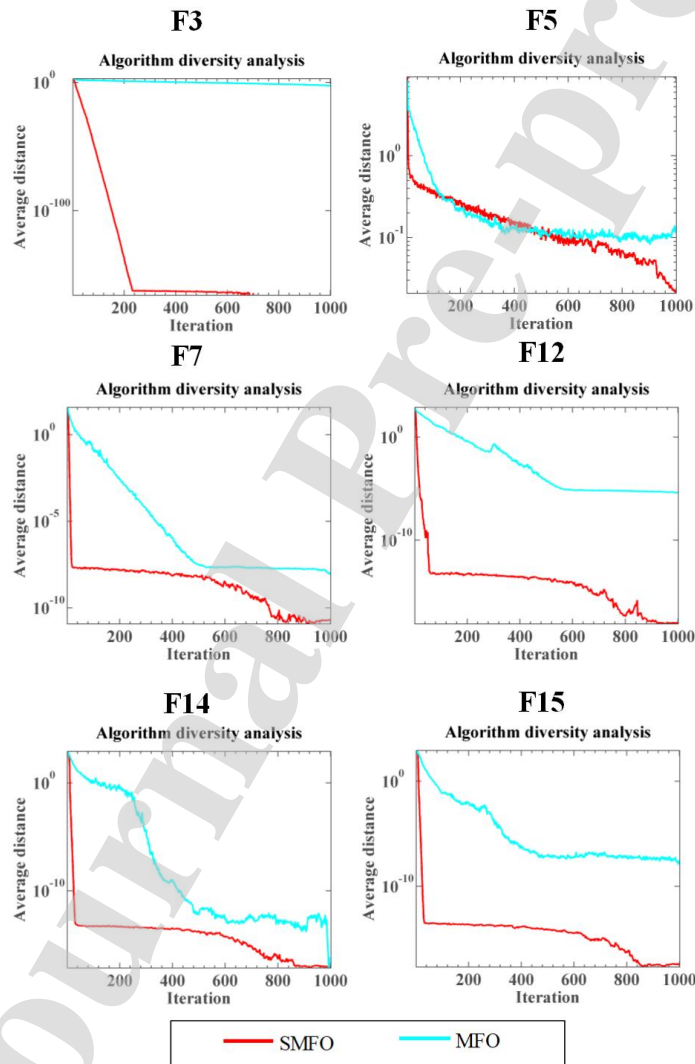 F3 F5
Algorithm diversity analysis Algorithm diversity analysis
10^0
10^-100
Average distance
200 400 600 800 1000
Iteration
10^0
10^-1
Average distance
200 400 600 800 1000
Iteration
F7 F12
Algorithm diversity analysis Algorithm diversity analysis
10^0
10^-5
10^-10
Average distance
200 400 600 800 1000
Iteration
10^0
10^-10
Average distance
200 400 600 800 1000
Iteration
F14 F15
Algorithm diversity analysis Algorithm diversity analysis
10^0
10^-10
Average distance
200 400 600 800 1000
Iteration
10^0
10^-10
Average distance
200 400 600 800 1000
Iteration
SMFO MFO
ournal Pre-pr